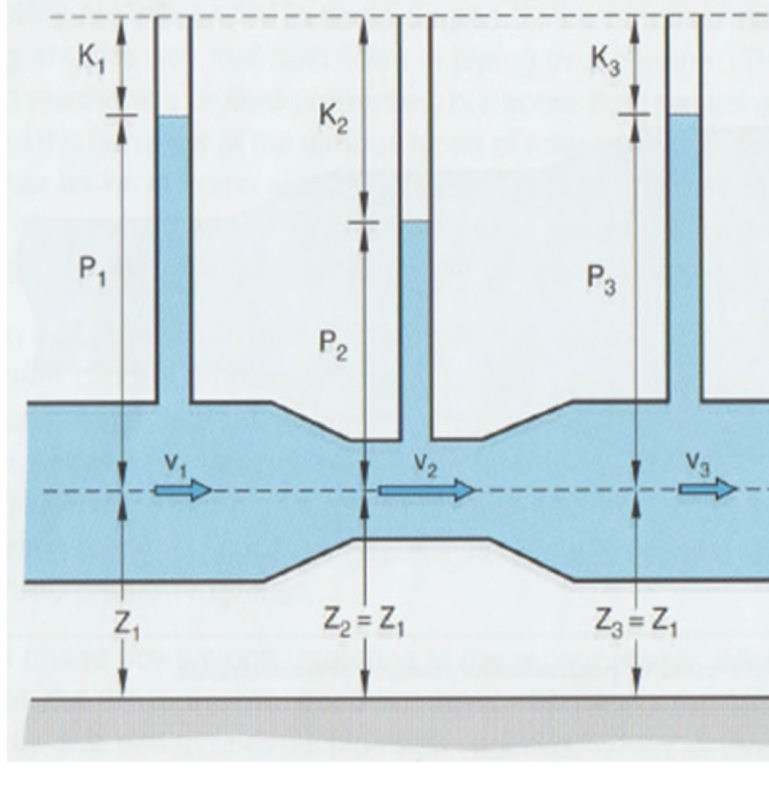 K₁
K₂
K₃
P₁
P₂
P₃
v₁
v₂
v₃
Z₁
Z₂ = Z₁
Z₃ = Z₁